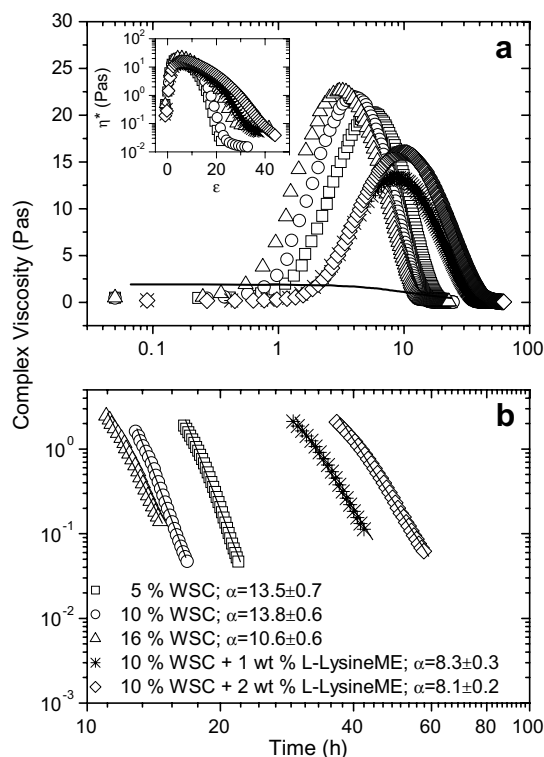 a
30
25
20
15
10
5
0
Complex Viscosity (Pas)
10²
10¹
10⁰
10⁻¹
10⁻²
η* (Pas)
0 20 40
ε
0.1 1 10 100
b
10⁰
10⁻¹
10⁻²
10⁻³
5 % WSC; α=13.5±0.7
10 % WSC; α=13.8±0.6
16 % WSC; α=10.6±0.6
10 % WSC + 1 wt % L-LysineME; α=8.3±0.3
10 % WSC + 2 wt % L-LysineME; α=8.1±0.2
10 20 40 60 80 100
Time (h)